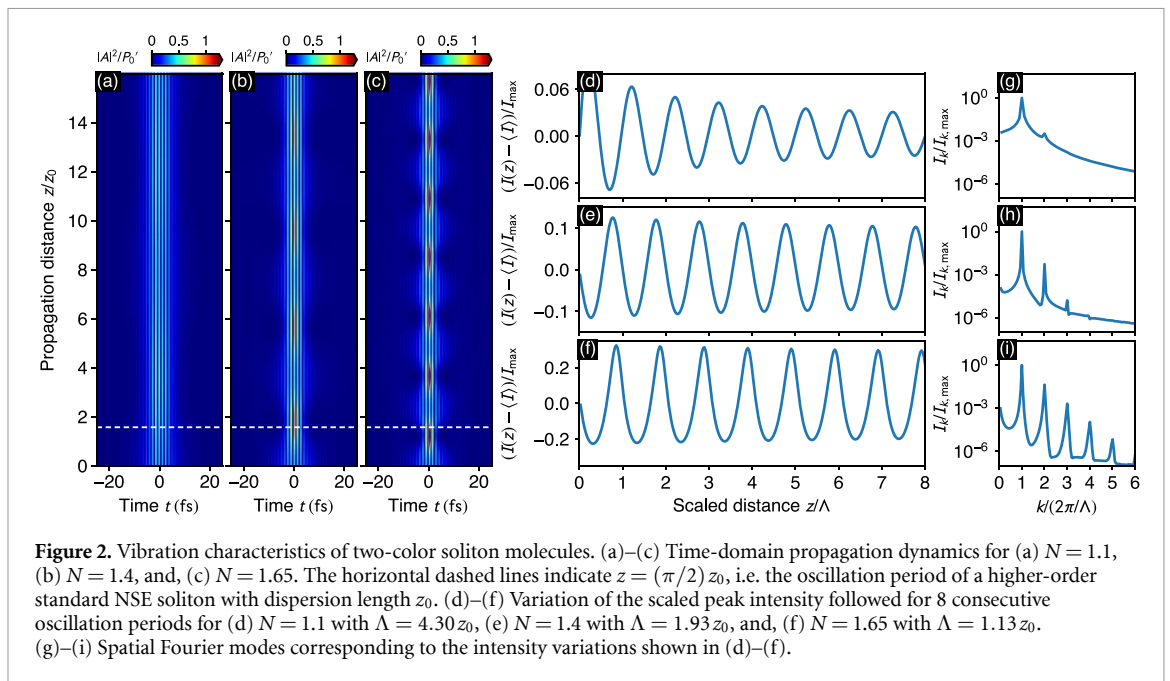 |A|²/P₀′ 0 0.5 1 |A|²/P₀′ 0 0.5 1 |A|²/P₀′ 0 0.5 1
(a) (b) (c)
Propagation distance z/z₀
14
12
10
8
6
4
2
0
−20 0 20 −20 0 20 −20 0 20
Time t (fs) Time t (fs) Time t (fs)
(d)
(I(z) − ⟨I⟩)/Imax
0.06
0.00
−0.06
(e)
(I(z) − ⟨I⟩)/Imax
0.1
0.0
−0.1
(f)
(I(z) − ⟨I⟩)/Imax
0.2
0.0
−0.2
0 1 2 3 4 5 6 7 8
Scaled distance z/Λ
(g)
Iₖ/Iₖ,max
10⁰
10⁻³
10⁻⁶
(h)
Iₖ/Iₖ,max
10⁰
10⁻³
10⁻⁶
(i)
Iₖ/Iₖ,max
10⁰
10⁻³
10⁻⁶
0 1 2 3 4 5 6
k/(2π/Λ)
Figure 2. Vibration characteristics of two-color soliton molecules. (a)–(c) Time-domain propagation dynamics for (a) N = 1.1,
(b) N = 1.4, and, (c) N = 1.65. The horizontal dashed lines indicate z = (π/2) z₀, i.e. the oscillation period of a higher-order
standard NSE soliton with dispersion length z₀. (d)–(f) Variation of the scaled peak intensity followed for 8 consecutive
oscillation periods for (d) N = 1.1 with Λ = 4.30 z₀, (e) N = 1.4 with Λ = 1.93 z₀, and, (f) N = 1.65 with Λ = 1.13 z₀.
(g)–(i) Spatial Fourier modes corresponding to the intensity variations shown in (d)–(f).